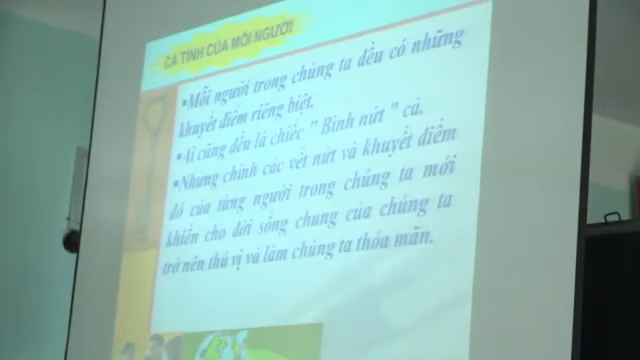 CÁ TÍNH CỦA MỖI NGƯỜI
•Mỗi người trong chúng ta đều có những
khuyết điểm riêng biệt.
•Ai cũng đều là chiếc " Bình nứt " cả.
•Nhưng chính các vết nứt và khuyết điểm
đó của từng người trong chúng ta mới
khiến cho đời sống chung của chúng ta
trở nên thú vị và làm chúng ta thỏa mãn.